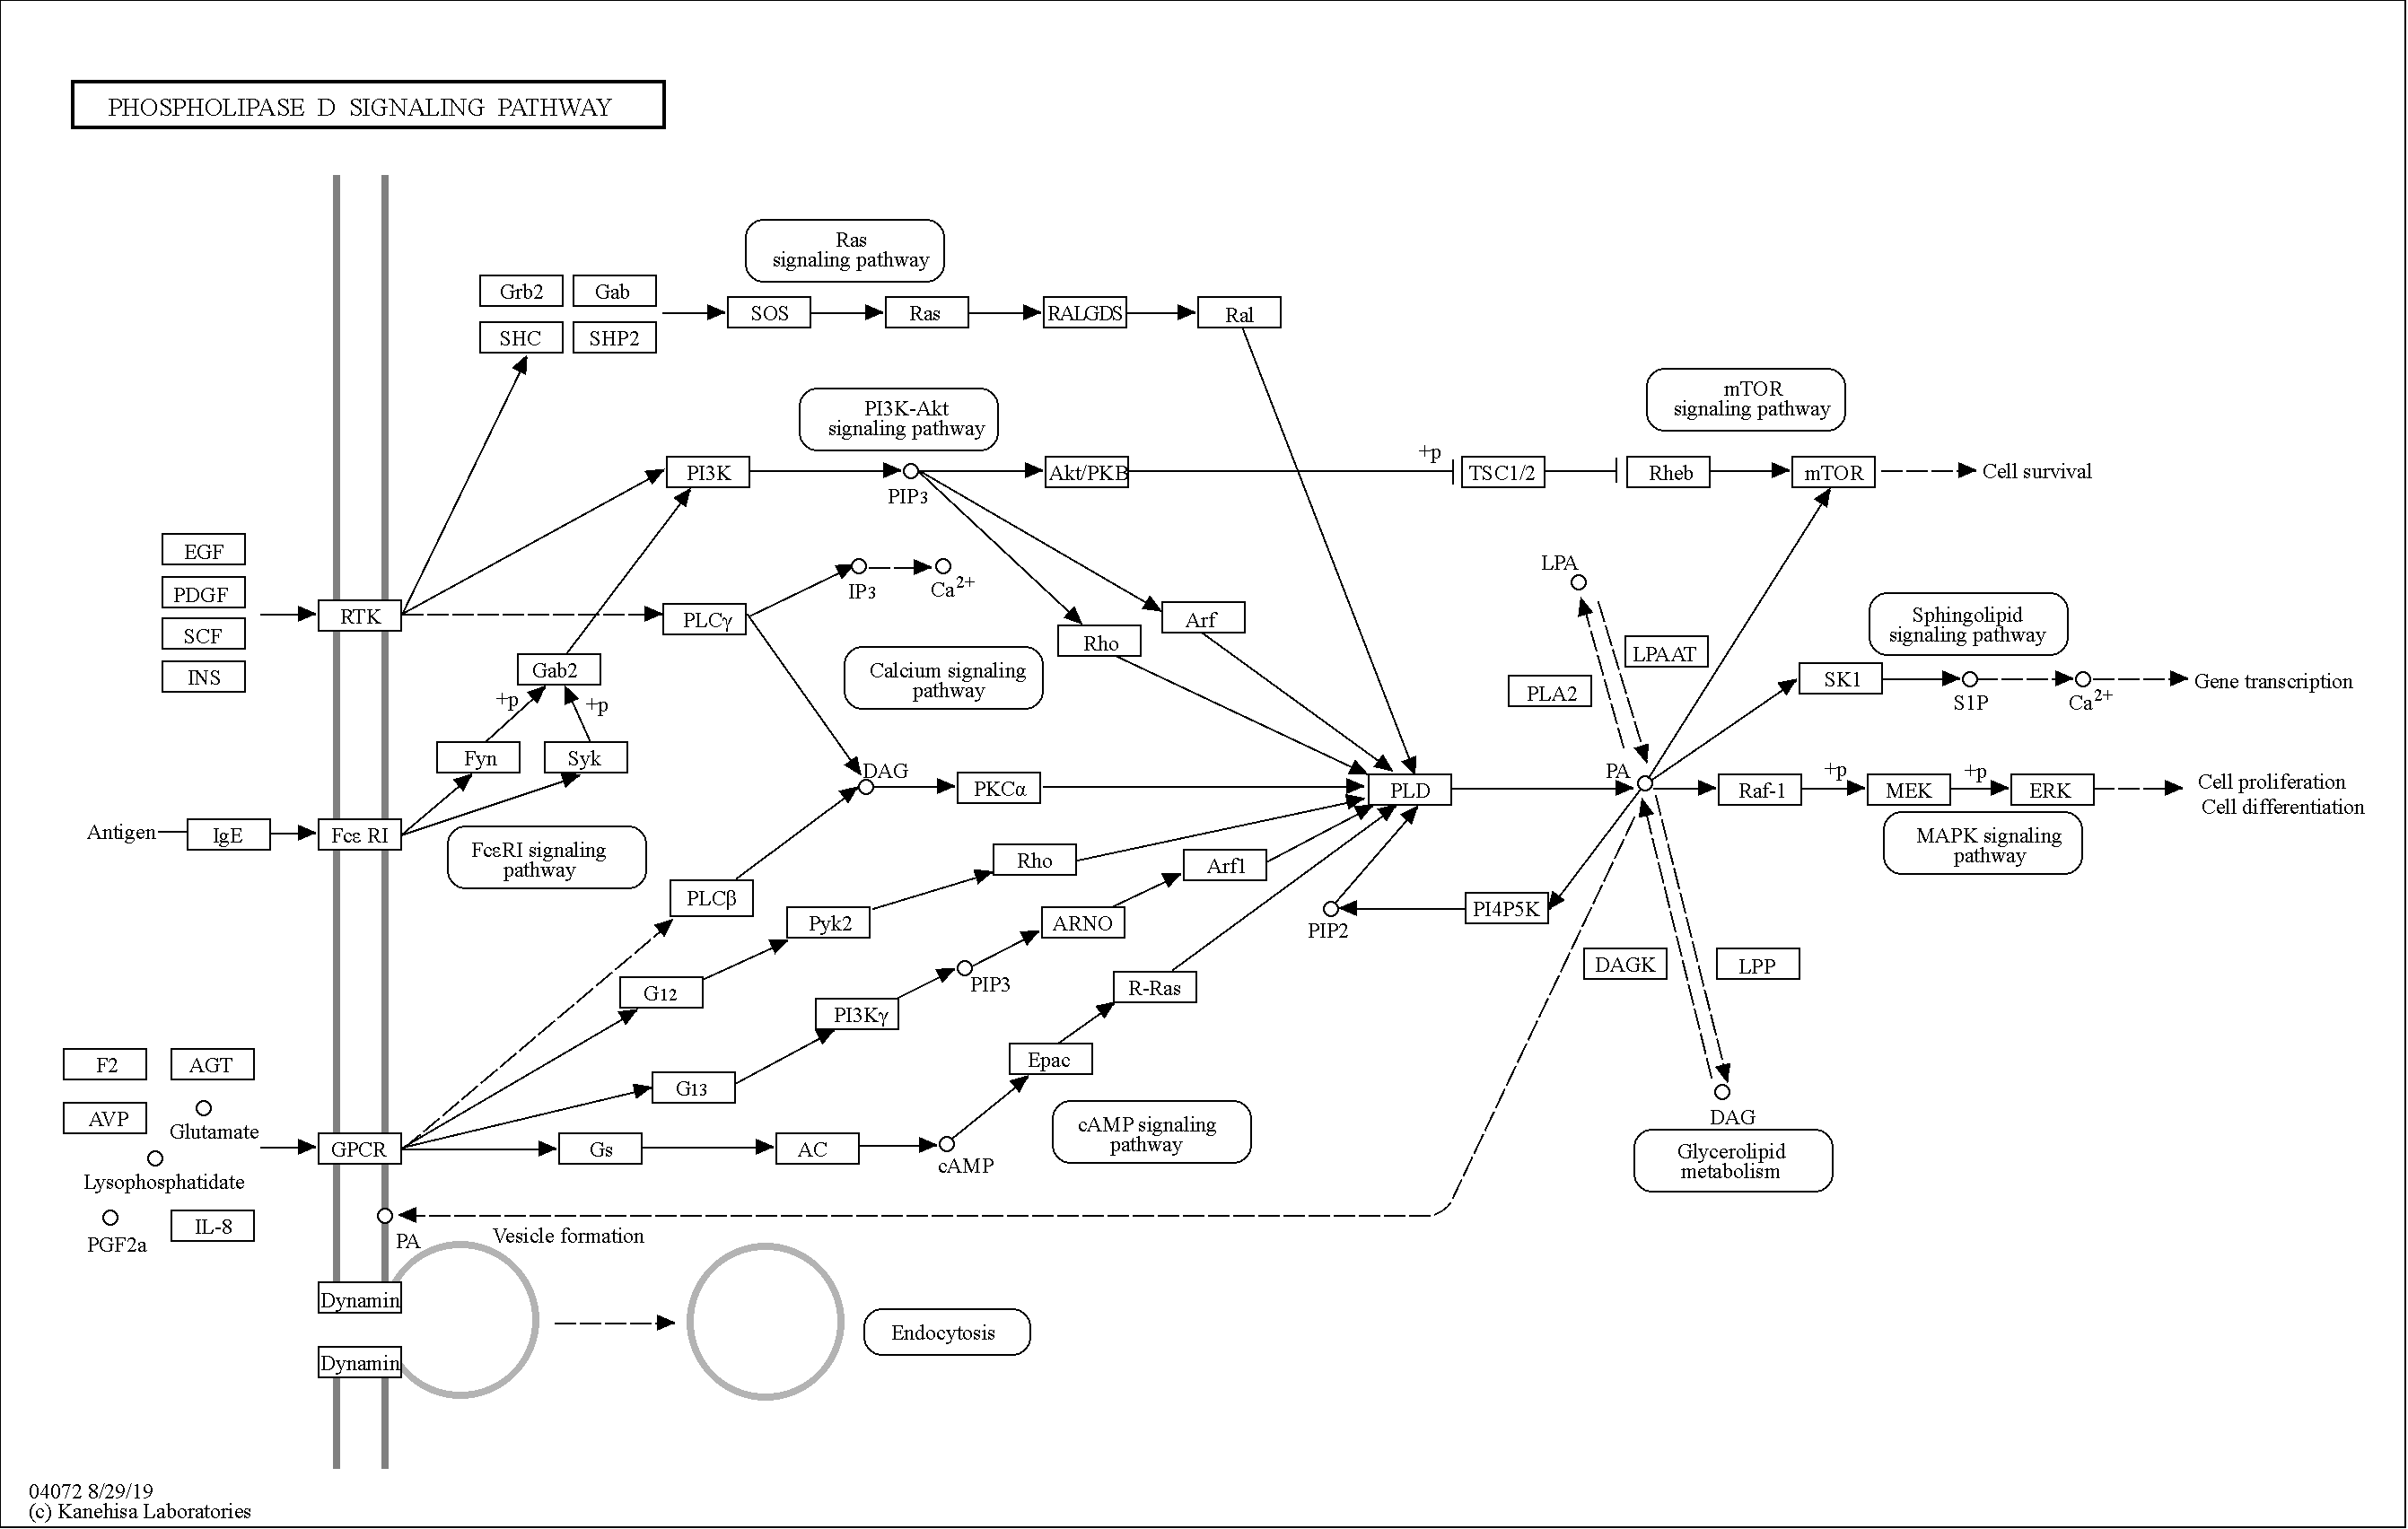 PHOSPHOLIPASE D SIGNALING PATHWAY
Ras
signaling pathway
Grb2
Gab
SHC
SHP2
SOS
Ras
RALGDS
Ral
PI3K-Akt
signaling pathway
mTOR
signaling pathway
PI3K
PIP3
Akt/PKB
+p
TSC1/2
Rheb
mTOR
Cell survival
EGF
PDGF
SCF
INS
RTK
PLCγ
IP3
Ca2+
Rho
Arf
LPA
LPAAT
PLA2
Sphingolipid
signaling pathway
SK1
S1P
Ca2+
Gene transcription
Gab2
+p
+p
Calcium signaling
pathway
Fyn
Syk
DAG
PKCα
PLD
PA
Raf-1
+p
MEK
+p
ERK
Cell proliferation
Cell differentiation
MAPK signaling
pathway
Antigen
IgE
Fcε RI
FcεRI signaling
pathway
PLCβ
Pyk2
Rho
Arf1
ARNO
PIP2
PI4P5K
G12
PIP3
R-Ras
DAGK
LPP
PI3Kγ
Epac
G13
F2
AGT
AVP
Glutamate
Lysophosphatidate
PGF2a
IL-8
GPCR
Gs
AC
cAMP
cAMP signaling
pathway
DAG
Glycerolipid
metabolism
PA
Vesicle formation
Dynamin
Dynamin
Endocytosis
04072 8/29/19
(c) Kanehisa Laboratories